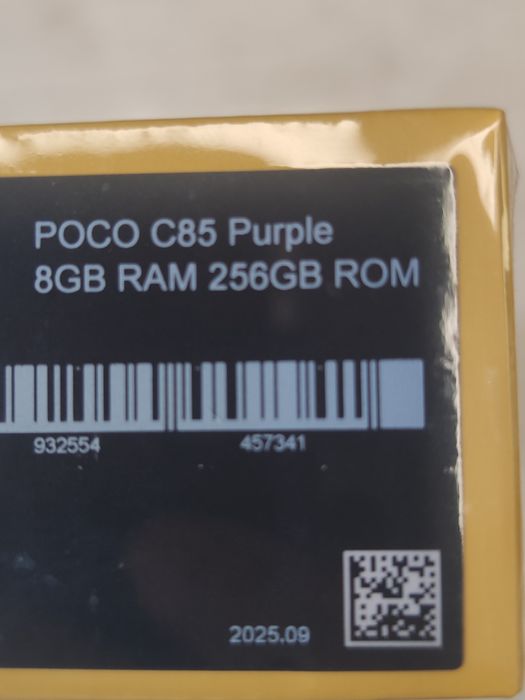 POCO C85 Purple
8GB RAM 256GB ROM
932554 457341
2025.09